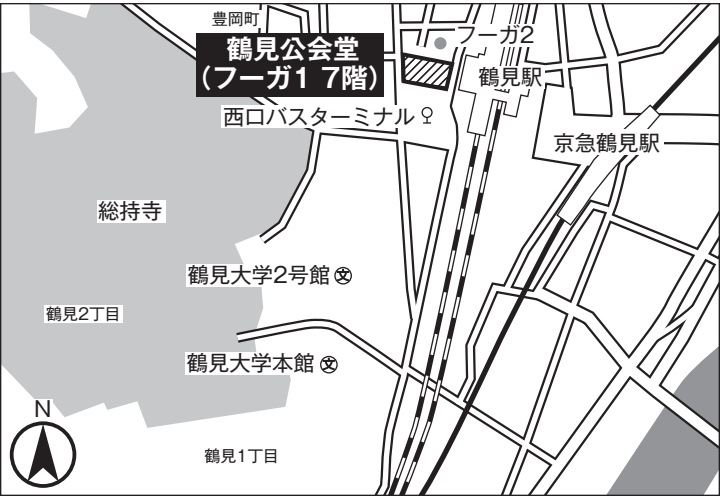 豊岡町
フーガ2
鶴見公会堂
(フーガ1 7階)
鶴見駅
西口バスターミナル
京急鶴見駅
総持寺
鶴見大学2号館 文
鶴見2丁目
鶴見大学本館 文
N
鶴見1丁目